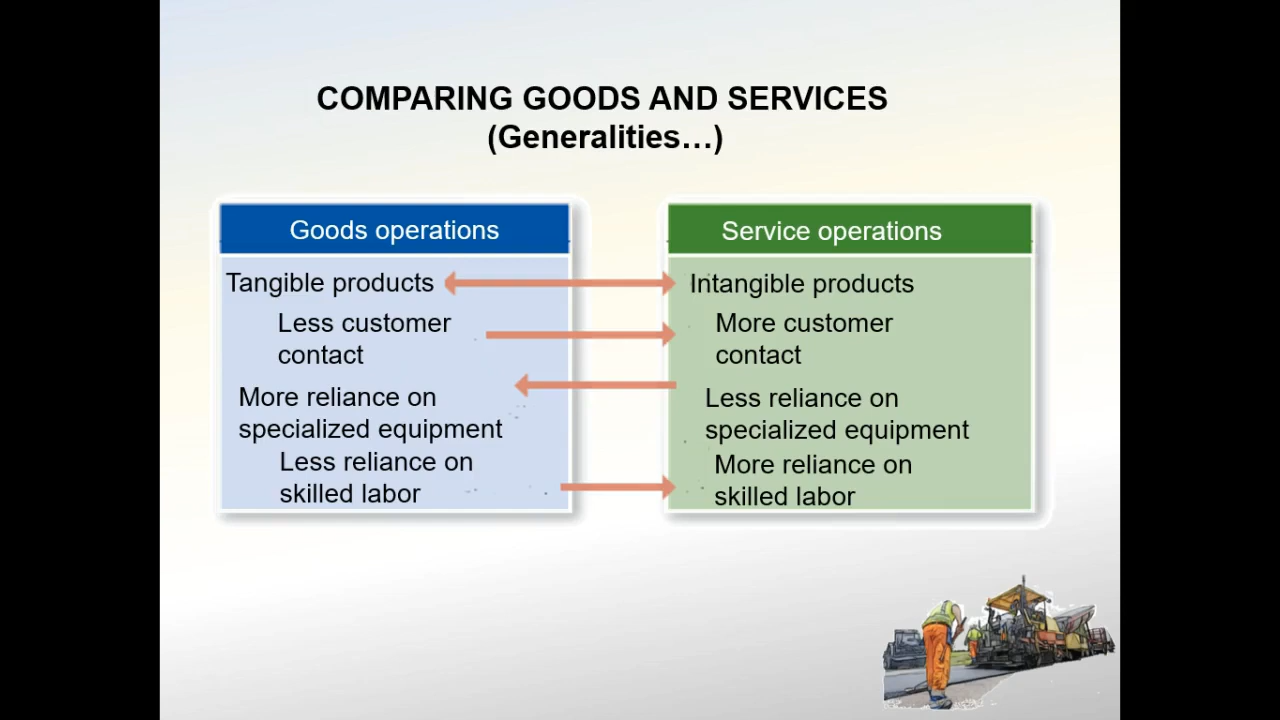 COMPARING GOODS AND SERVICES
(Generalities…)
Goods operations
Tangible products
Less customer
contact
More reliance on
specialized equipment
Less reliance on
skilled labor
Service operations
Intangible products
More customer
contact
Less reliance on
specialized equipment
More reliance on
skilled labor